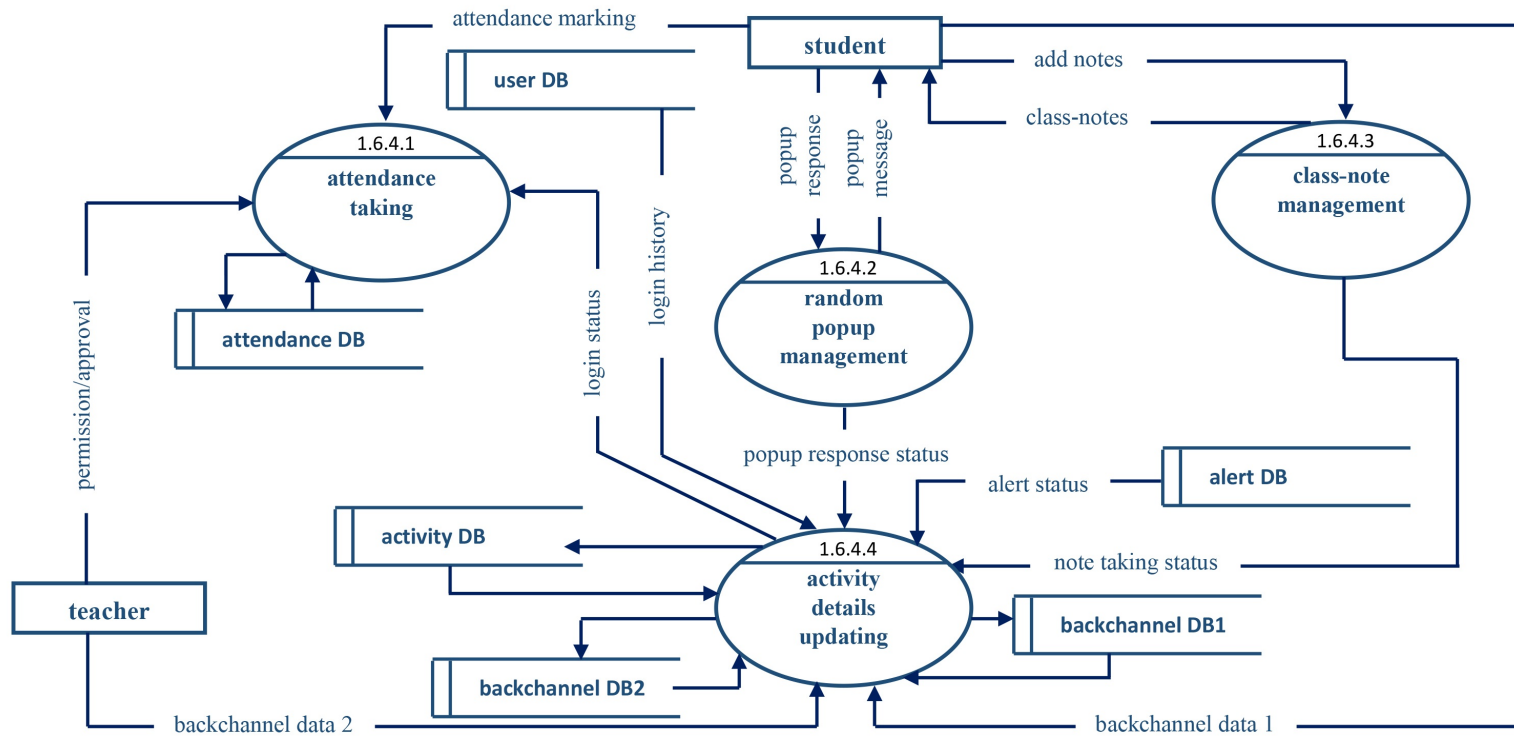 attendance marking
student
user DB
add notes
class-notes
1.6.4.1
attendance
taking
popup
response
popup
message
1.6.4.3
class-note
management
login history
login status
permission/approval
1.6.4.2
random
popup
management
attendance DB
popup response status
alert status
alert DB
activity DB
1.6.4.4
activity
details
updating
note taking status
teacher
backchannel DB1
backchannel DB2
backchannel data 2
backchannel data 1